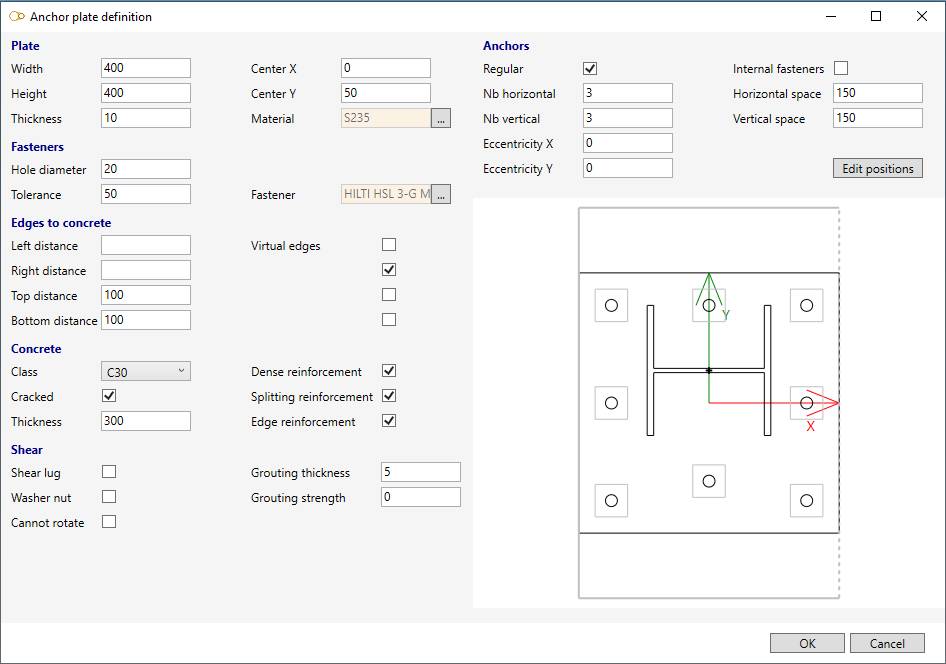 Anchor plate definition
Plate
Width 400 Center X 0
Height 400 Center Y 50
Thickness 10 Material S235 ...
Fasteners
Hole diameter 20
Tolerance 50 Fastener HILTI HSL 3-G M ...
Edges to concrete
Left distance Virtual edges
Right distance
Top distance 100
Bottom distance 100
Concrete
Class C30 Dense reinforcement
Cracked Splitting reinforcement
Thickness 300 Edge reinforcement
Shear
Shear lug Grouting thickness 5
Washer nut Grouting strength 0
Cannot rotate
Anchors
Regular Internal fasteners
Nb horizontal 3 Horizontal space 150
Nb vertical 3 Vertical space 150
Eccentricity X 0
Eccentricity Y 0 Edit positions
Y
X
OK Cancel